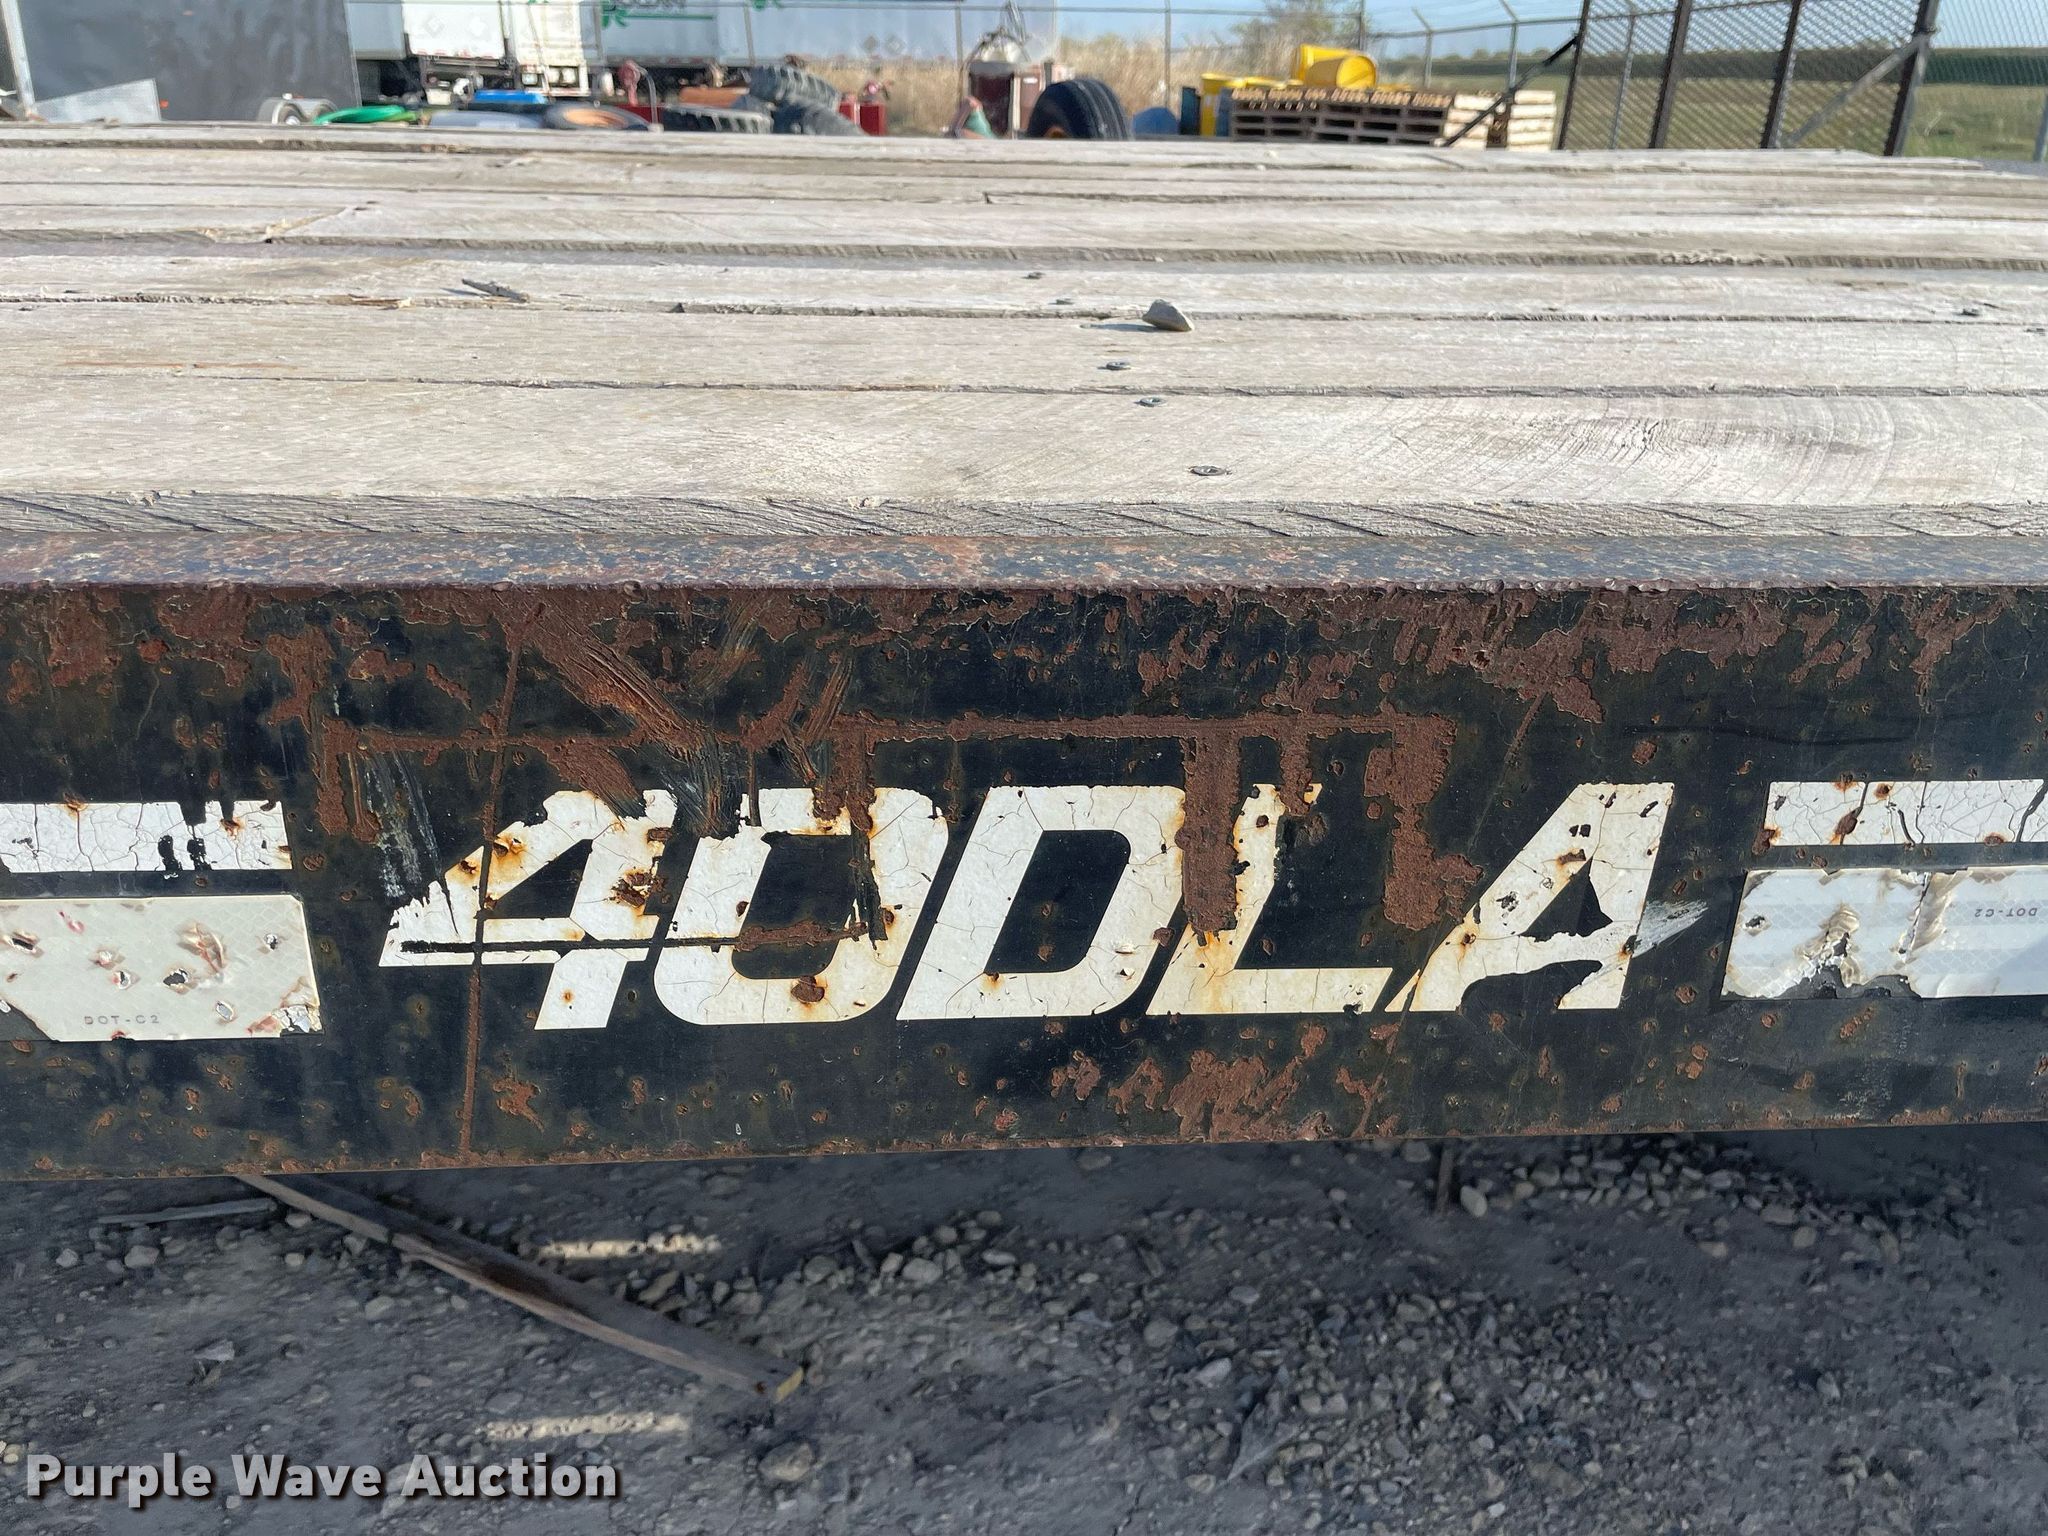 40DLA
DOT-C2
DOT-C2
Purple Wave Auction